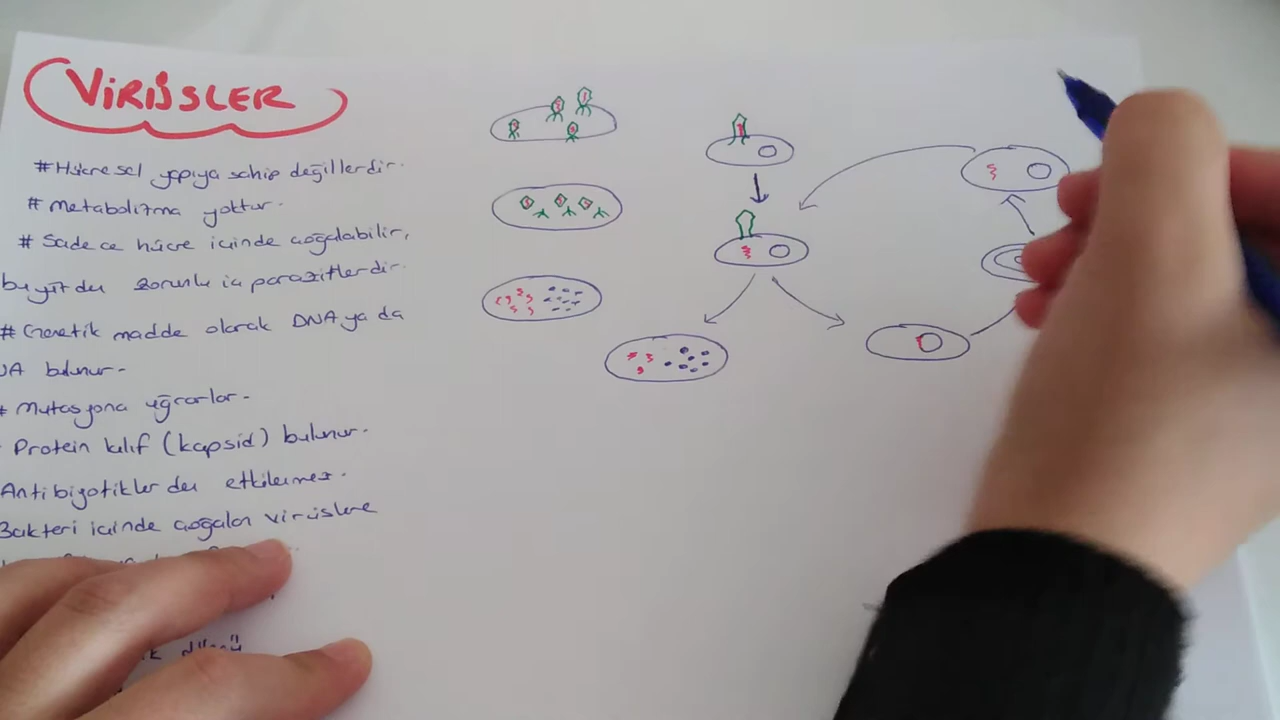 VİRÜSLER
# Hücresel yapıya sahip değillerdir.
# Metabolizma yoktur.
# Sadece hücre içinde çoğalabilir,
bu yüzden zorunlu iç parazitlerdir.
# Genetik madde olarak DNA ya da
NA bulunur.
# Mutasyona uğrarlar.
Protein kılıf (kapsid) bulunur.
Antibiyotiklerden etkilenmez.
Bakteri içinde çoğalan virüslere